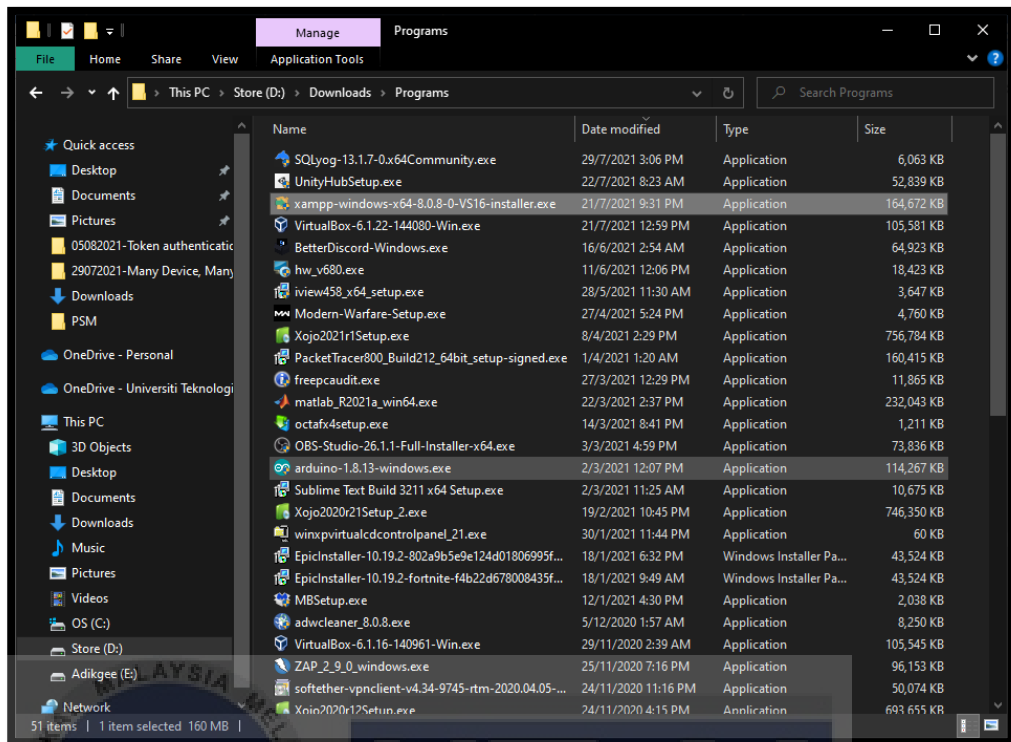 Manage Programs
File Home Share View Application Tools
This PC > Store (D:) > Downloads > Programs Search Programs
Name Date modified Type Size
Quick access
Desktop
Documents
Pictures
05082021-Token authenticatic
29072021-Many Device, Many
Downloads
PSM
OneDrive - Personal
OneDrive - Universiti Teknologi
This PC
3D Objects
Desktop
Documents
Downloads
Music
Pictures
Videos
OS (C:)
Store (D:)
Adikgee (E:)
Network
SQLyog-13.1.7-0.x64Community.exe 29/7/2021 3:06 PM Application 6,063 KB
UnityHubSetup.exe 22/7/2021 8:23 AM Application 52,839 KB
xampp-windows-x64-8.0.8-0-VS16-installer.exe 21/7/2021 9:31 PM Application 164,672 KB
VirtualBox-6.1.22-144080-Win.exe 21/7/2021 12:59 PM Application 105,581 KB
BetterDiscord-Windows.exe 16/6/2021 2:54 AM Application 64,923 KB
hw_v680.exe 11/6/2021 12:06 PM Application 18,423 KB
iview458_x64_setup.exe 28/5/2021 11:30 AM Application 3,647 KB
Modern-Warfare-Setup.exe 27/4/2021 5:24 PM Application 4,760 KB
Xojo2021r1Setup.exe 8/4/2021 2:29 PM Application 756,784 KB
PacketTracer800_Build212_64bit_setup-signed.exe 1/4/2021 1:20 AM Application 160,415 KB
freepcaudit.exe 27/3/2021 12:29 PM Application 11,865 KB
matlab_R2021a_win64.exe 22/3/2021 2:37 PM Application 232,043 KB
octafx4setup.exe 14/3/2021 8:41 PM Application 1,211 KB
OBS-Studio-26.1.1-Full-Installer-x64.exe 3/3/2021 4:59 PM Application 73,836 KB
arduino-1.8.13-windows.exe 2/3/2021 12:07 PM Application 114,267 KB
Sublime Text Build 3211 x64 Setup.exe 2/3/2021 11:25 AM Application 10,675 KB
Xojo2020r21Setup_2.exe 19/2/2021 10:45 PM Application 746,350 KB
winxpvirtualcdcontrolpanel_21.exe 30/1/2021 11:44 PM Application 60 KB
EpicInstaller-10.19.2-802a9b5e9e124d01806995f... 18/1/2021 6:32 PM Windows Installer Pa... 43,524 KB
EpicInstaller-10.19.2-fortnite-f4b22d678008435f... 18/1/2021 9:49 AM Windows Installer Pa... 43,524 KB
MBSetup.exe 12/1/2021 4:30 PM Application 2,038 KB
adwcleaner_8.0.8.exe 5/12/2020 1:57 AM Application 8,250 KB
VirtualBox-6.1.16-140961-Win.exe 29/11/2020 2:39 AM Application 105,545 KB
ZAP_2_9_0_windows.exe 25/11/2020 7:16 PM Application 96,153 KB
softether-vpnclient-v4.34-9745-rtm-2020.04.05-... 24/11/2020 11:16 PM Application 50,074 KB
Xojo2020r12Setup.exe 24/11/2020 4:15 PM Application 693,655 KB
51 items | 1 item selected 160 MB |
MALAYSIA